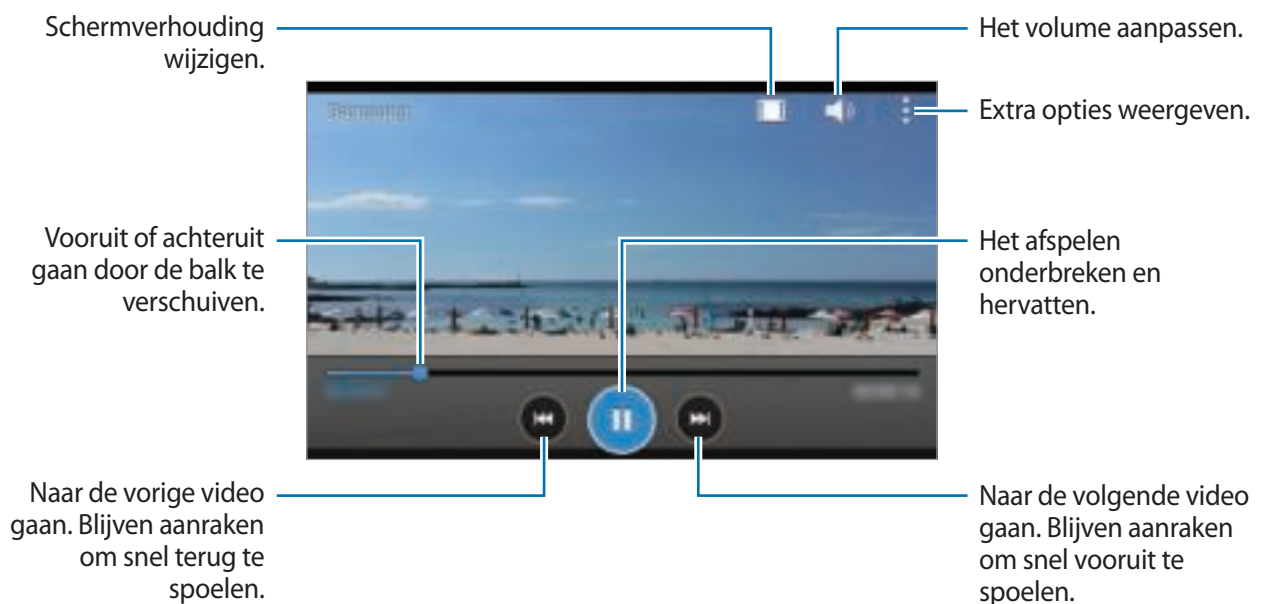 Schermverhouding
wijzigen.
Het volume aanpassen.
Extra opties weergeven.
Vooruit of achteruit
gaan door de balk te
verschuiven.
Het afspelen
onderbreken en
hervatten.
Naar de vorige video
gaan. Blijven aanraken
om snel terug te
spoelen.
Naar de volgende video
gaan. Blijven aanraken
om snel vooruit te
spoelen.